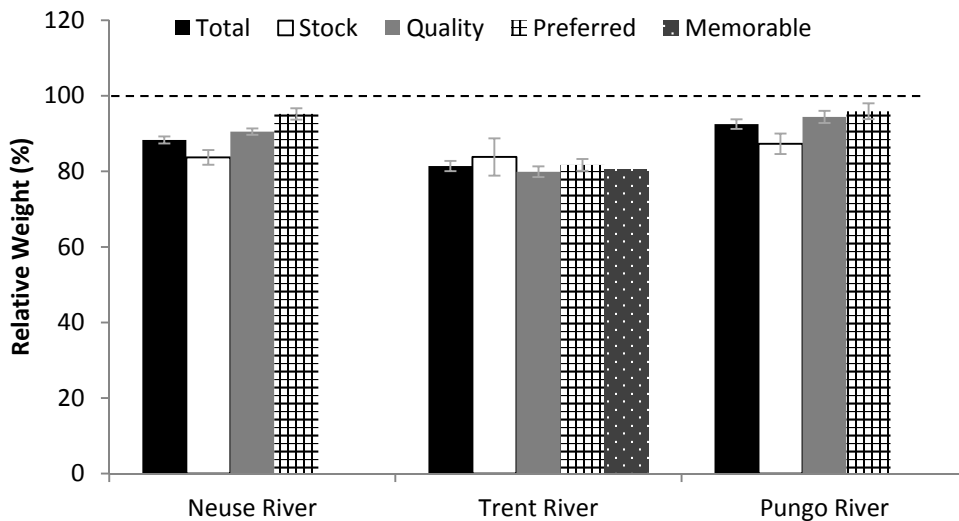 120
Total Stock Quality Preferred Memorable
100
80
60
40
20
0
Relative Weight (%)
Neuse River Trent River Pungo River